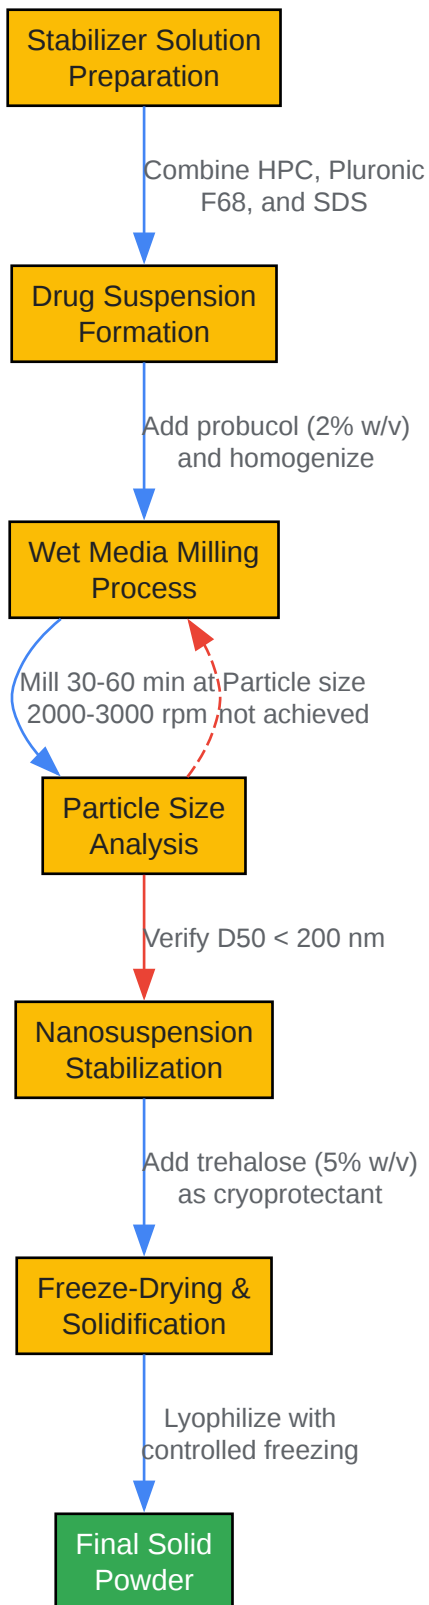 Stabilizer Solution
Preparation
Combine HPC, Pluronic
F68, and SDS
Drug Suspension
Formation
Add probucol (2% w/v)
and homogenize
Wet Media Milling
Process
Mill 30-60 min at
2000-3000 rpm
Particle size
not achieved
Particle Size
Analysis
Verify D50 < 200 nm
Nanosuspension
Stabilization
Add trehalose (5% w/v)
as cryoprotectant
Freeze-Drying &
Solidification
Lyophilize with
controlled freezing
Final Solid
Powder